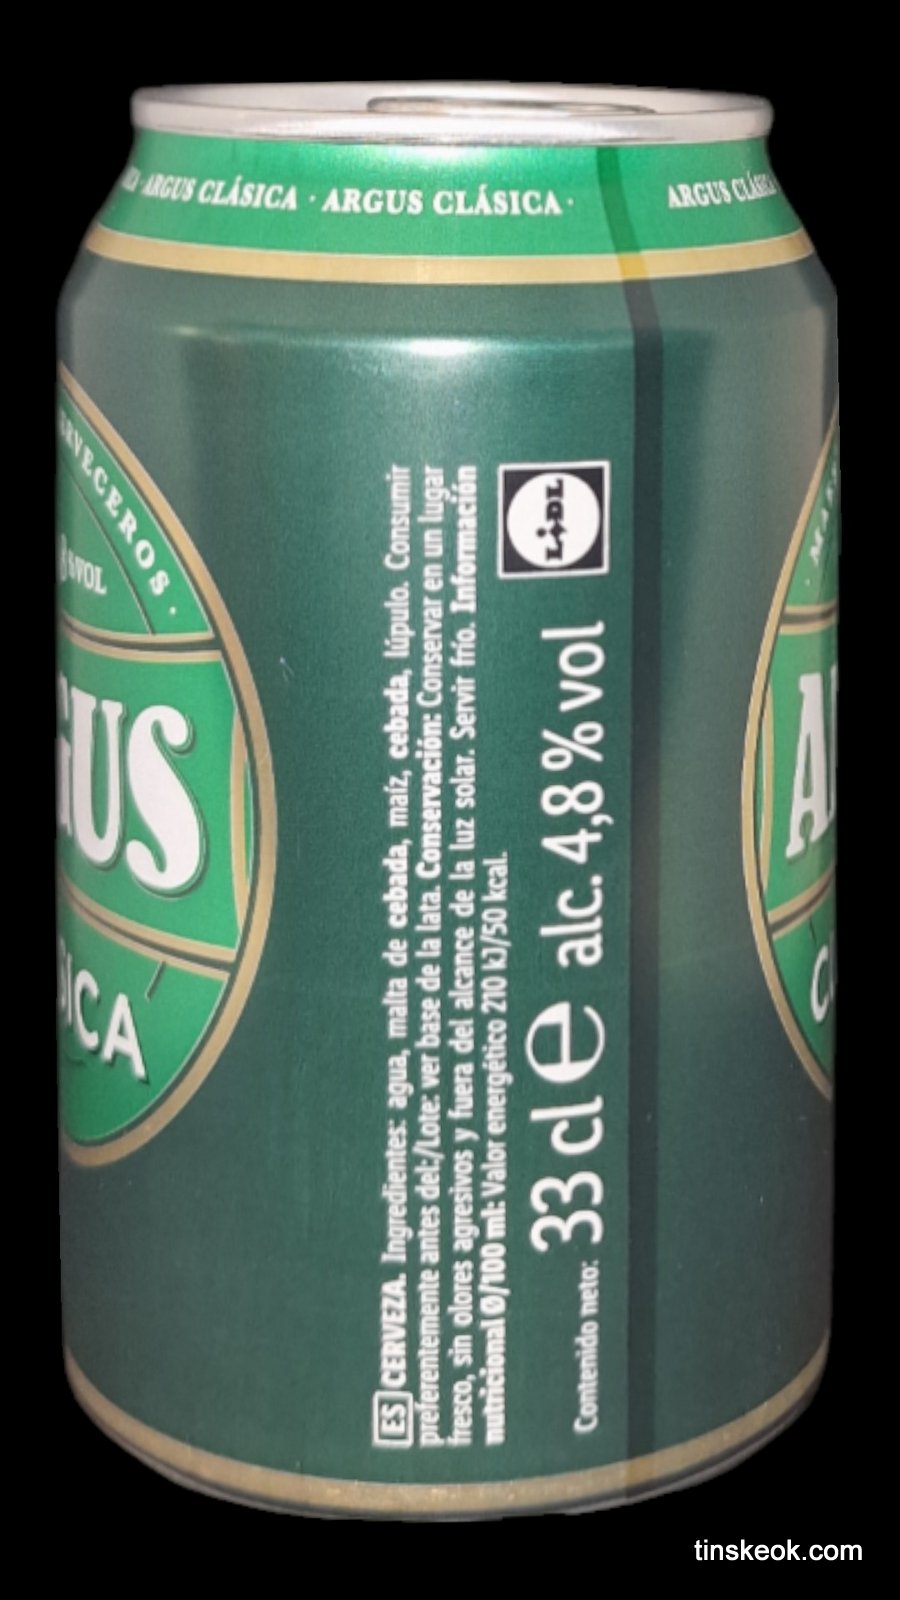 ARGUS CLÁSICA · ARGUS CLÁSICA ·
ARGUS CLÁSICA
CERVECEROS ·
%VOL
GUS
SICA
ES CERVEZA. Ingredientes: agua, malta de cebada, maíz, cebada, lúpulo. Consumir
preferentemente antes del:/Lote: ver base de la lata. Conservación: Conservar en un lugar
fresco, sin olores agresivos y fuera del alcance de la luz solar. Servir frío. Información
nutricional Ø/100 ml: Valor energético 210 kJ/50 kcal.
Contenido neto: 33 cl e alc. 4,8 % vol
LIDL
tinskeok.com